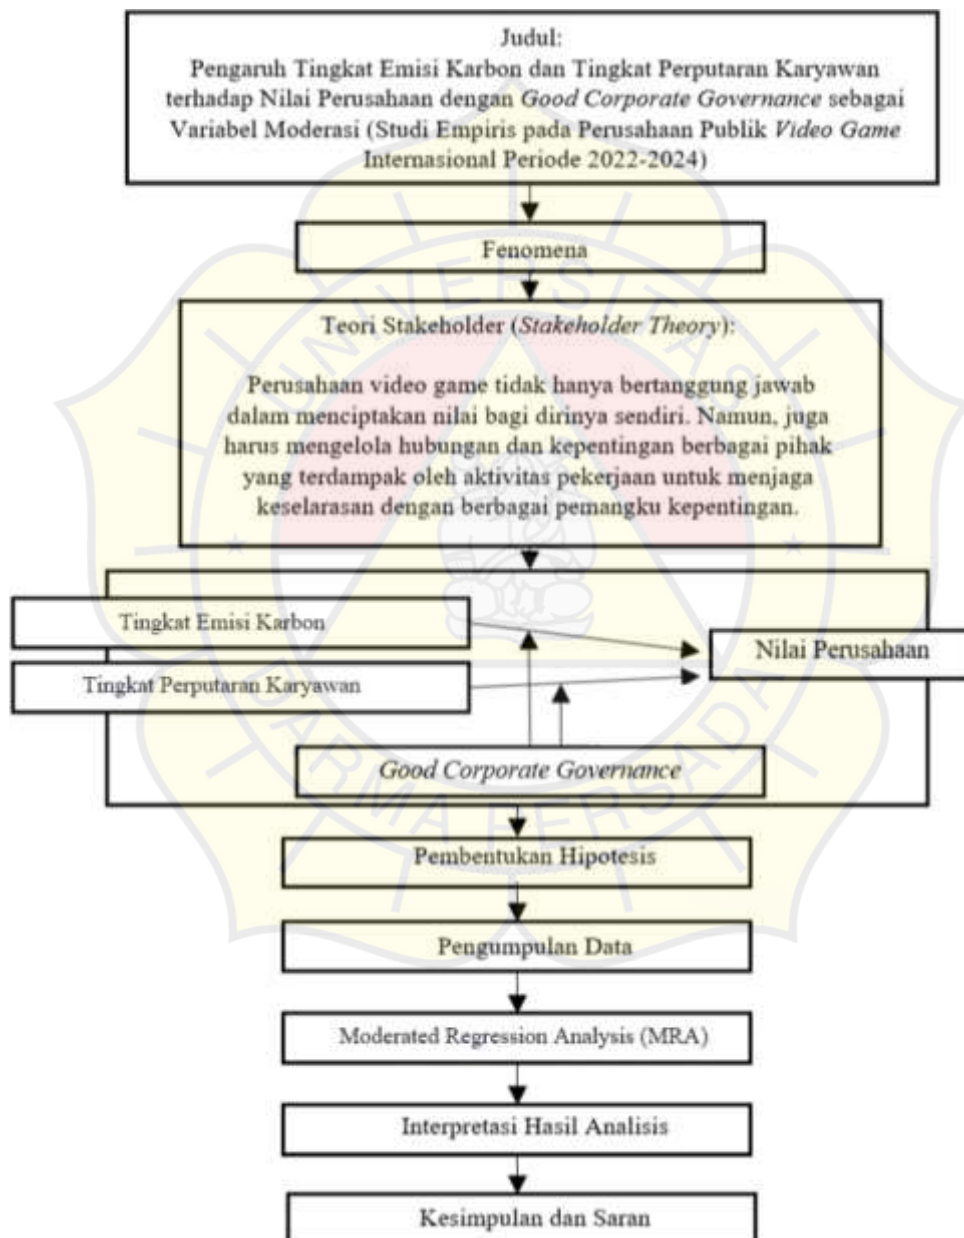 Judul:
Pengaruh Tingkat Emisi Karbon dan Tingkat Perputaran Karyawan
terhadap Nilai Perusahaan dengan Good Corporate Governance sebagai
Variabel Moderasi (Studi Empiris pada Perusahaan Publik Video Game
Internasional Periode 2022-2024)
Fenomena
Teori Stakeholder (Stakeholder Theory):
Perusahaan video game tidak hanya bertanggung jawab
dalam menciptakan nilai bagi dirinya sendiri. Namun, juga
harus mengelola hubungan dan kepentingan berbagai pihak
yang terdampak oleh aktivitas pekerjaan untuk menjaga
keselarasan dengan berbagai pemangku kepentingan.
Tingkat Emisi Karbon
Nilai Perusahaan
Tingkat Perputaran Karyawan
Good Corporate Governance
Pembentukan Hipotesis
Pengumpulan Data
Moderated Regression Analysis (MRA)
Interpretasi Hasil Analisis
Kesimpulan dan Saran
UNIVERSITAS
DARMA PERSADA